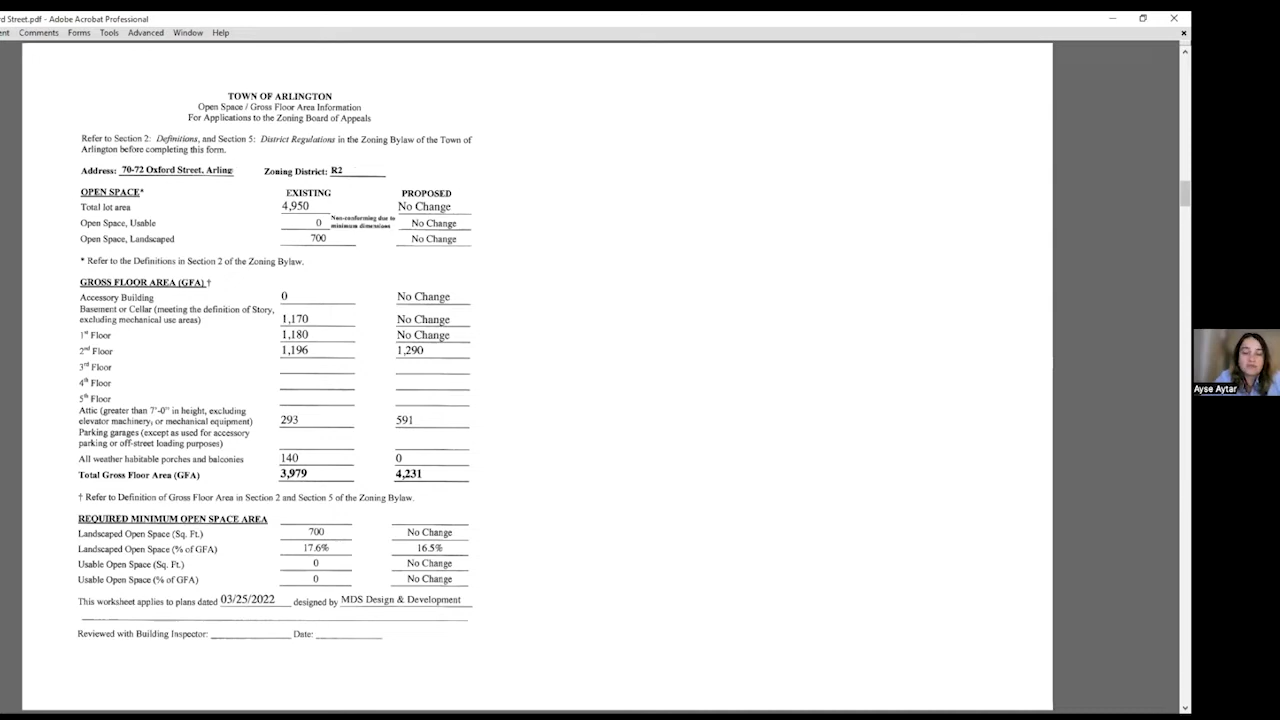 rd Street.pdf - Adobe Acrobat Professional
ent Comments Forms Tools Advanced Window Help
TOWN OF ARLINGTON
Open Space / Gross Floor Area Information
For Applications to the Zoning Board of Appeals
Refer to Section 2: Definitions, and Section 5: District Regulations in the Zoning Bylaw of the Town of
Arlington before completing this form.
Address: 70-72 Oxford Street, Arling Zoning District: R2
OPEN SPACE* EXISTING PROPOSED
Total lot area 4,950 No Change
Open Space, Usable 0 Non-conforming due to minimum dimensions No Change
Open Space, Landscaped 700 No Change
* Refer to the Definitions in Section 2 of the Zoning Bylaw.
GROSS FLOOR AREA (GFA) †
Accessory Building 0 No Change
Basement or Cellar (meeting the definition of Story,
excluding mechanical use areas) 1,170 No Change
1st Floor 1,180 No Change
2nd Floor 1,196 1,290
3rd Floor
4th Floor
5th Floor
Attic (greater than 7'-0" in height, excluding
elevator machinery, or mechanical equipment) 293 591
Parking garages (except as used for accessory
parking or off-street loading purposes)
All weather habitable porches and balconies 140 0
Total Gross Floor Area (GFA) 3,979 4,231
† Refer to Definition of Gross Floor Area in Section 2 and Section 5 of the Zoning Bylaw.
REQUIRED MINIMUM OPEN SPACE AREA
Landscaped Open Space (Sq. Ft.) 700 No Change
Landscaped Open Space (% of GFA) 17.6% 16.5%
Usable Open Space (Sq. Ft.) 0 No Change
Usable Open Space (% of GFA) 0 No Change
This worksheet applies to plans dated 03/25/2022 designed by MDS Design & Development
Reviewed with Building Inspector: Date:
Ayse Aytar